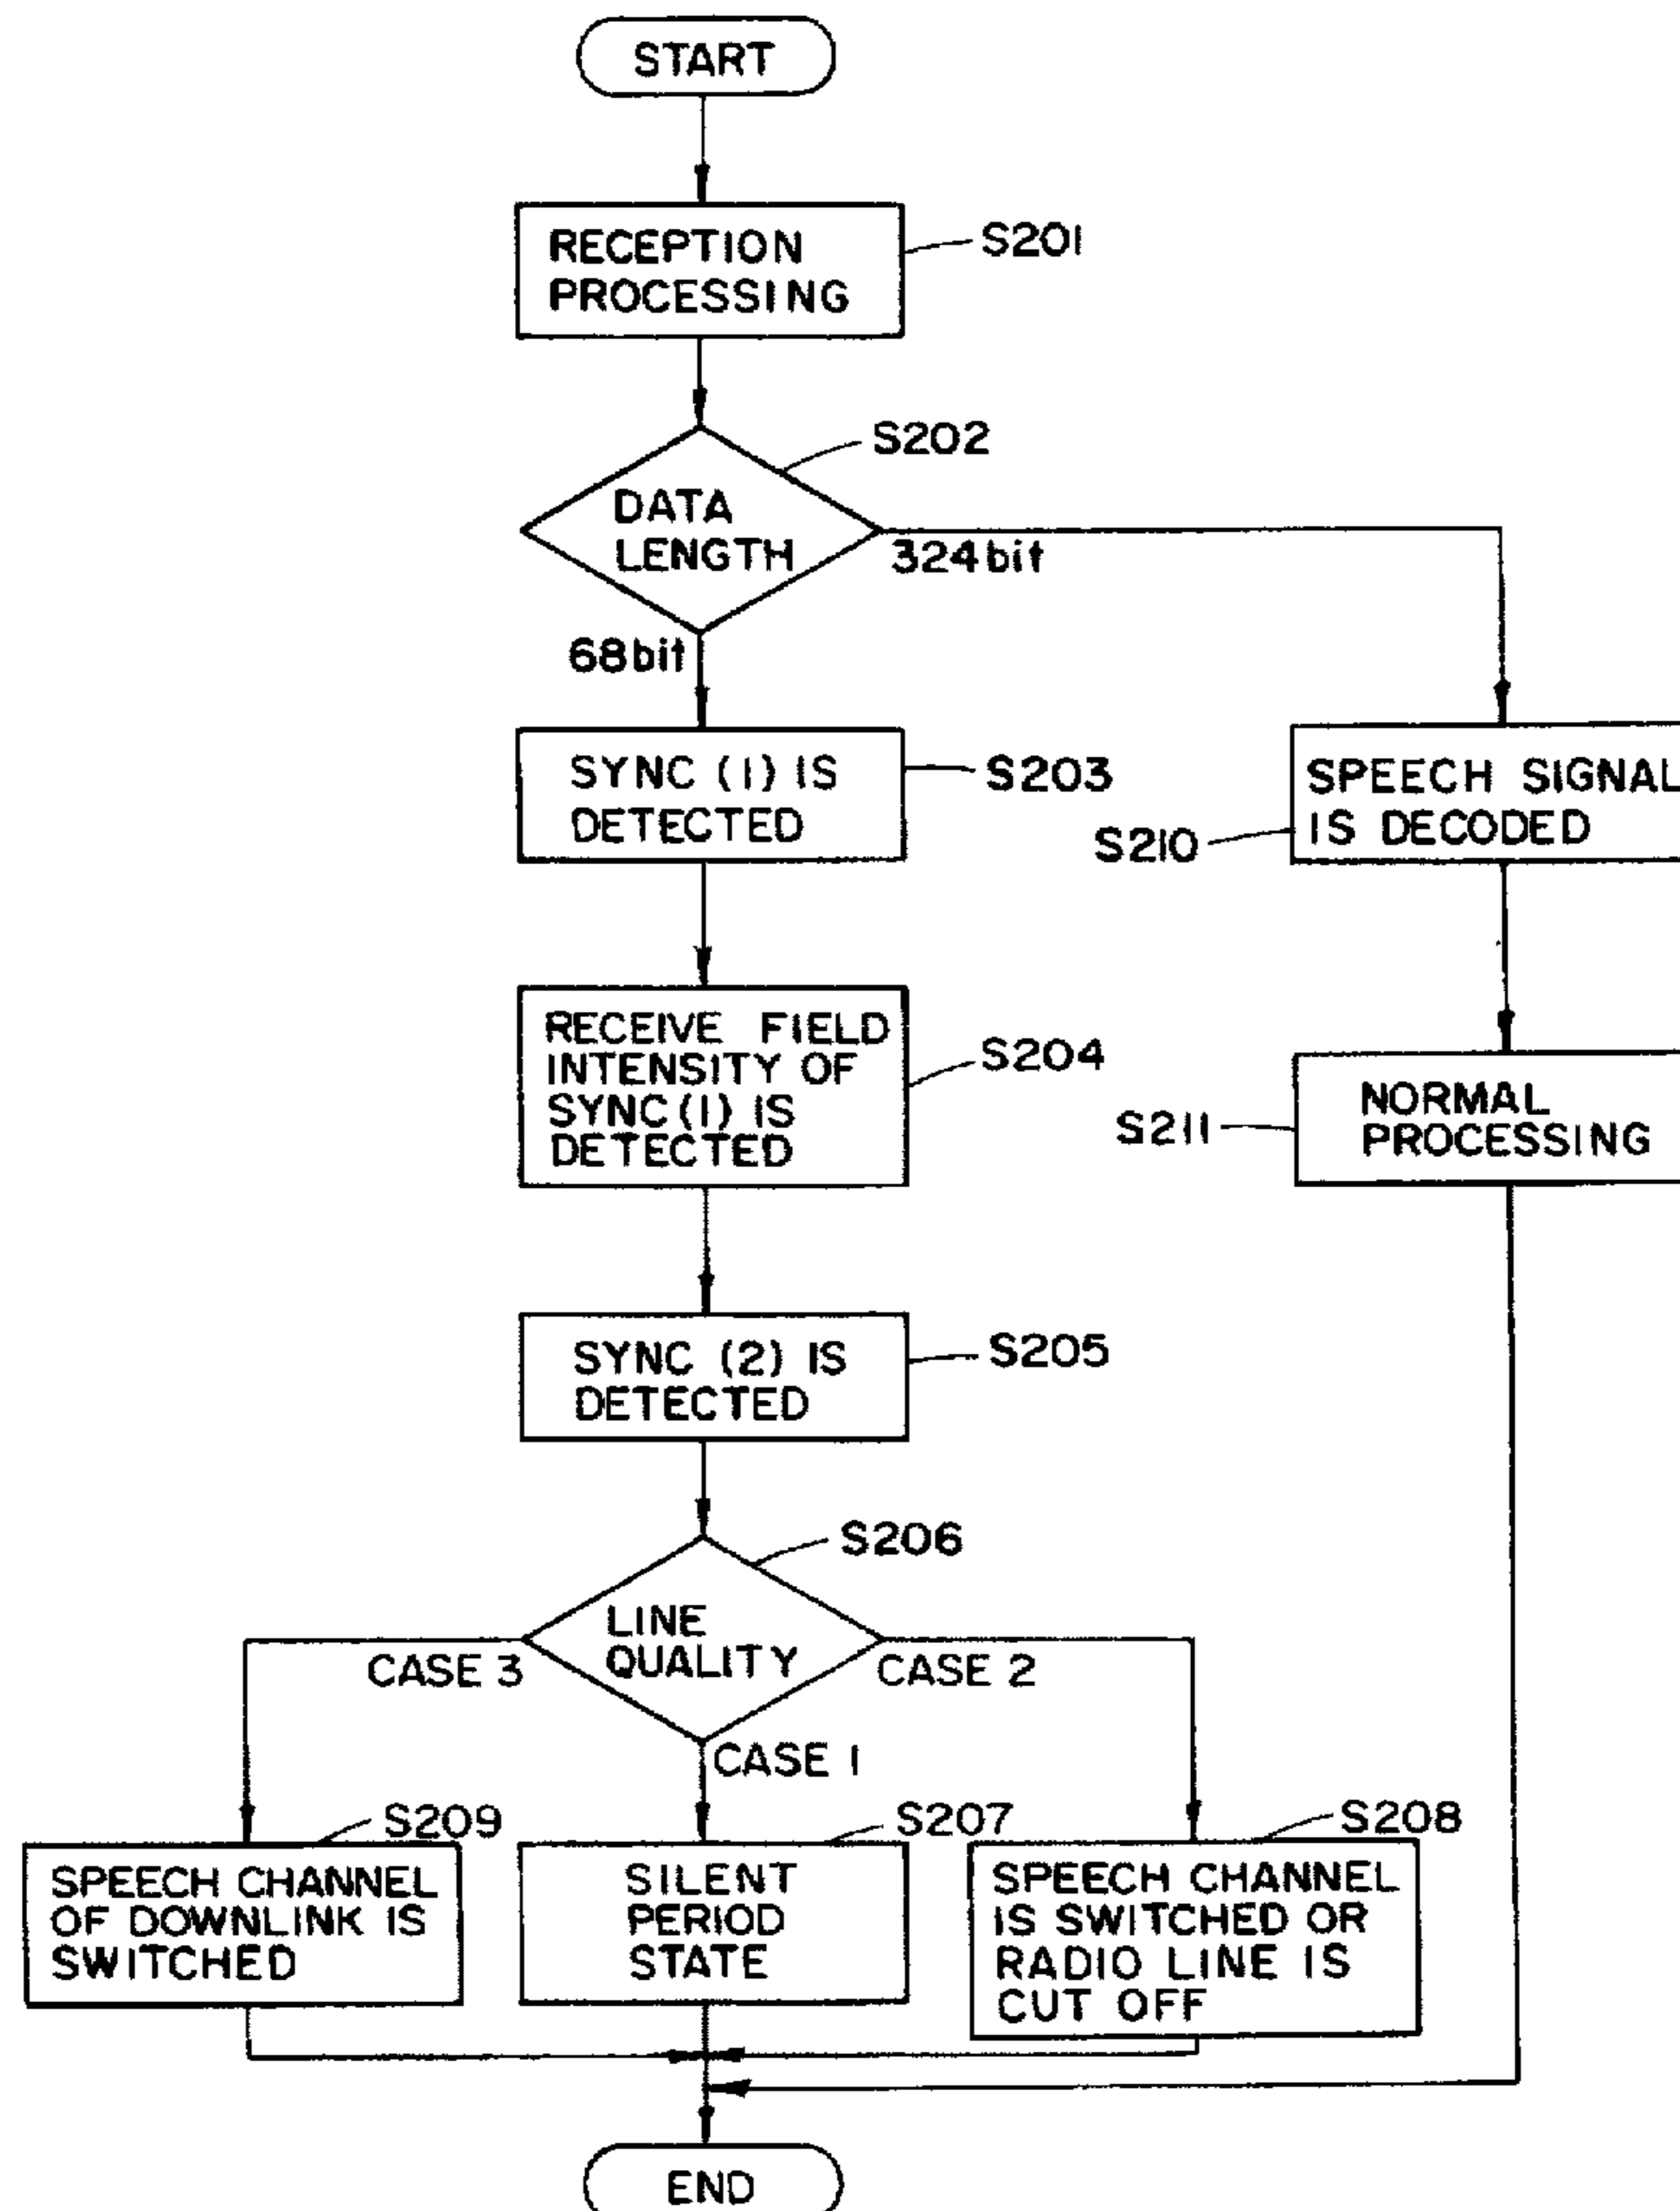 START
RECEPTION
PROCESSING
S201
S202
DATA
LENGTH
324bit
68bit
SYNC (1) IS
DETECTED
S203
SPEECH SIGNAL
IS DECODED
S210
RECEIVE FIELD
INTENSITY OF
SYNC(1) IS
DETECTED
S204
NORMAL
PROCESSING
S211
SYNC (2) IS
DETECTED
S205
S206
LINE
QUALITY
CASE 3
CASE 2
CASE 1
S209
S207
S208
SPEECH CHANNEL
OF DOWNLINK IS
SWITCHED
SILENT
PERIOD
STATE
SPEECH CHANNEL
IS SWITCHED OR
RADIO LINE IS
CUT OFF
END